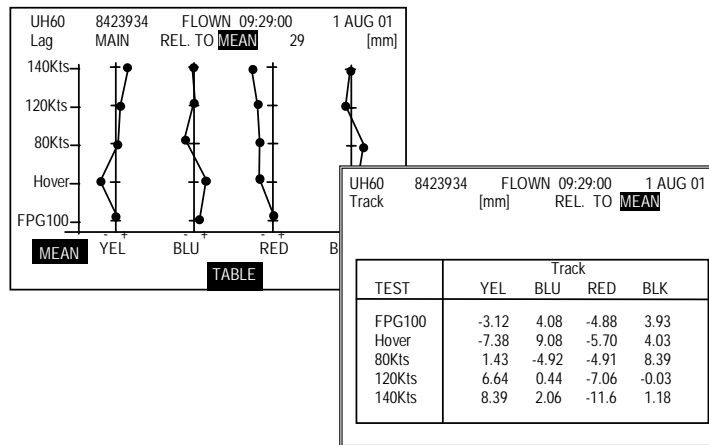 UH60 8423934 FLOWN 09:29:00 1 AUG 01
Lag MAIN REL. TO MEAN 29 [mm]
140Kts
120Kts
80Kts
Hover
FPG100
- + - + - +
MEAN YEL BLU RED B
TABLE
UH60 8423934 FLOWN 09:29:00 1 AUG 01
Track [mm] REL. TO MEAN
Track
TEST YEL BLU RED BLK
FPG100 -3.12 4.08 -4.88 3.93
Hover -7.38 9.08 -5.70 4.03
80Kts 1.43 -4.92 -4.91 8.39
120Kts 6.64 0.44 -7.06 -0.03
140Kts 8.39 2.06 -11.6 1.18